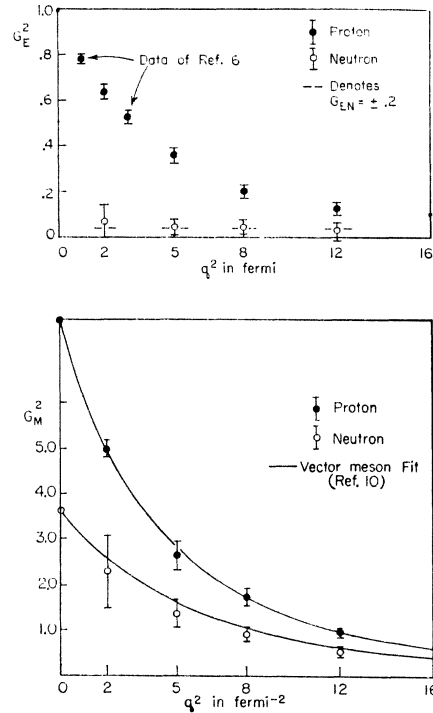 G_E^2
1.0
.8
.6
.4
.2
0
Data of Ref. 6
Proton
Neutron
Denotes
G_EN = ± .2
0 2 5 8 12 16
q^2 in fermi
G_M^2
5.0
4.0
3.0
2.0
1.0
Proton
Neutron
Vector meson Fit
(Ref. 10)
0 2 5 8 12 16
q^2 in fermi^-2